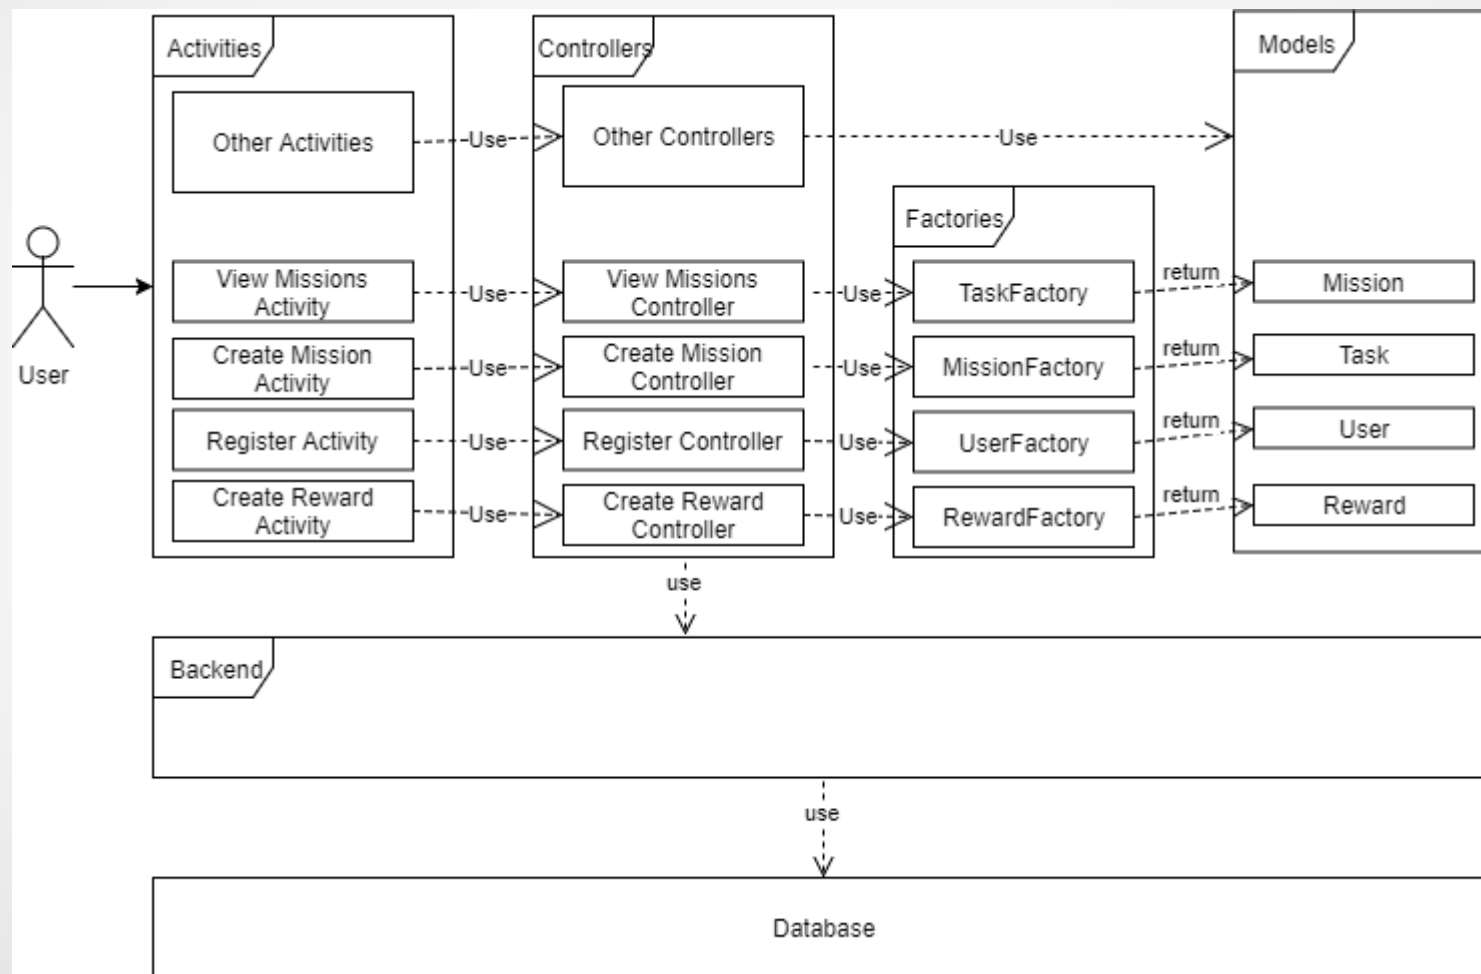 Activities
Controllers
Models
Other Activities
Use
Other Controllers
Use
Factories
User
View Missions
Activity
Use
View Missions
Controller
Use
TaskFactory
return
Mission
Create Mission
Activity
Use
Create Mission
Controller
Use
MissionFactory
return
Task
Register Activity
Use
Register Controller
Use
UserFactory
return
User
Create Reward
Activity
Use
Create Reward
Controller
Use
RewardFactory
return
Reward
use
Backend
use
Database